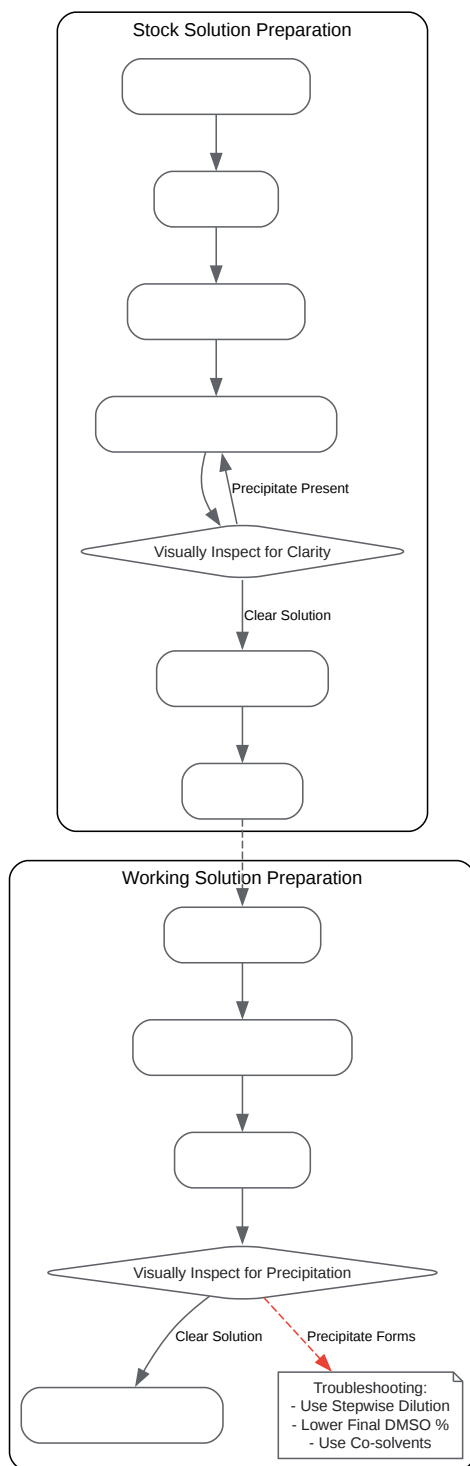 Stock Solution Preparation
Precipitate Present
Visually Inspect for Clarity
Clear Solution
Working Solution Preparation
Visually Inspect for Precipitation
Clear Solution
Precipitate Forms
Troubleshooting:
- Use Stepwise Dilution
- Lower Final DMSO %
- Use Co-solvents